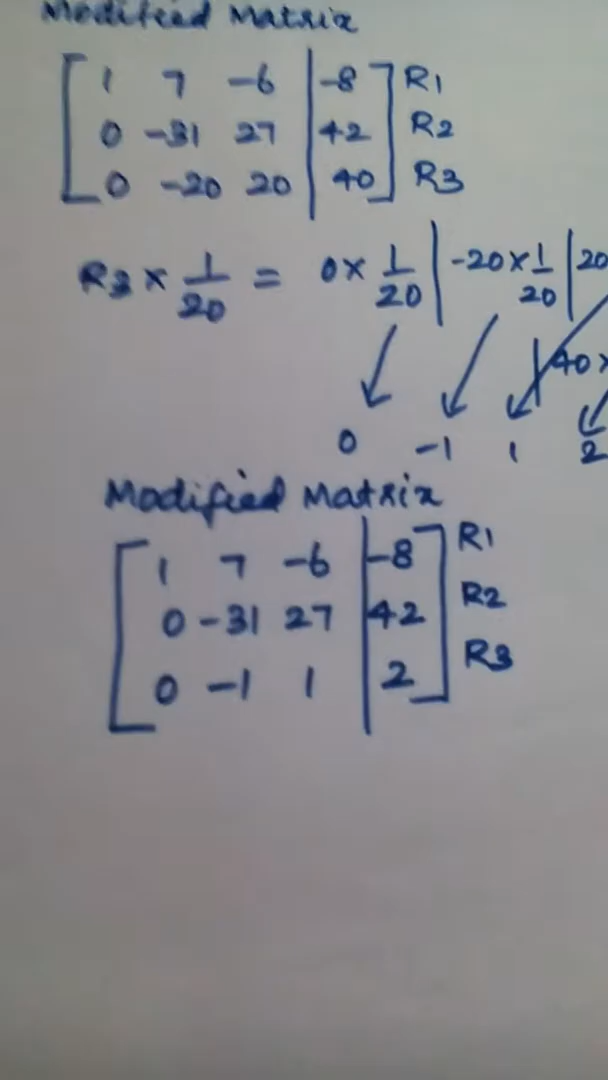 Modified Matrix
1 7 -6 | -8 R1
0 -31 27 | 42 R2
0 -20 20 | 40 R3
R3 × 1/20 = 0 × 1/20 | -20 × 1/20 | 20
40 ×
0 -1 1 2
Modified Matrix
1 7 -6 | -8 R1
0 -31 27 | 42 R2
0 -1 1 | 2 R3